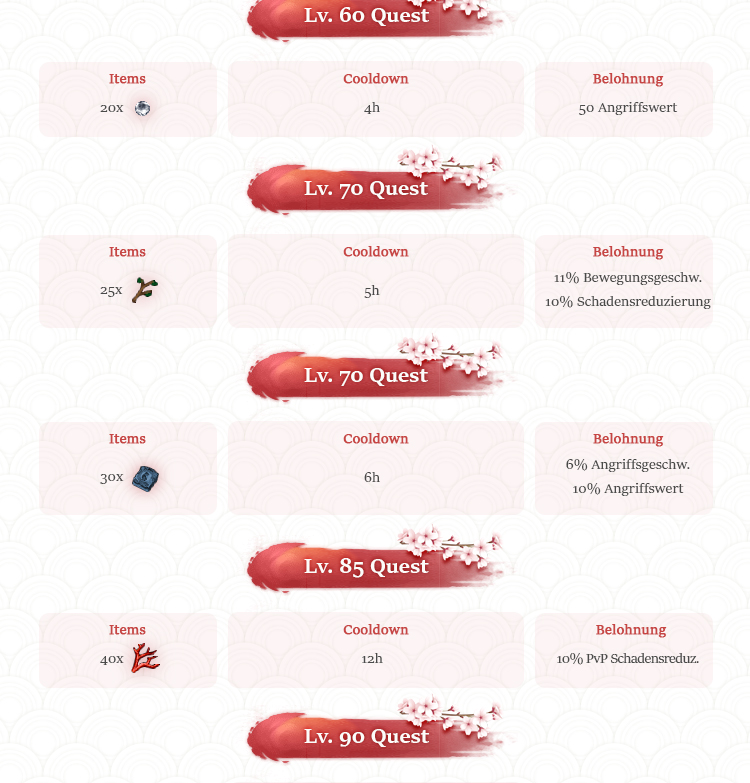 Lv. 60 Quest
Items
Cooldown
Belohnung
20x
4h
50 Angriffswert
Lv. 70 Quest
Items
Cooldown
Belohnung
25x
5h
11% Bewegungsgeschw.
10% Schadensreduzierung
Lv. 70 Quest
Items
Cooldown
Belohnung
30x
6h
6% Angriffsgeschw.
10% Angriffswert
Lv. 85 Quest
Items
Cooldown
Belohnung
40x
12h
10% PvP Schadensreduz.
Lv. 90 Quest